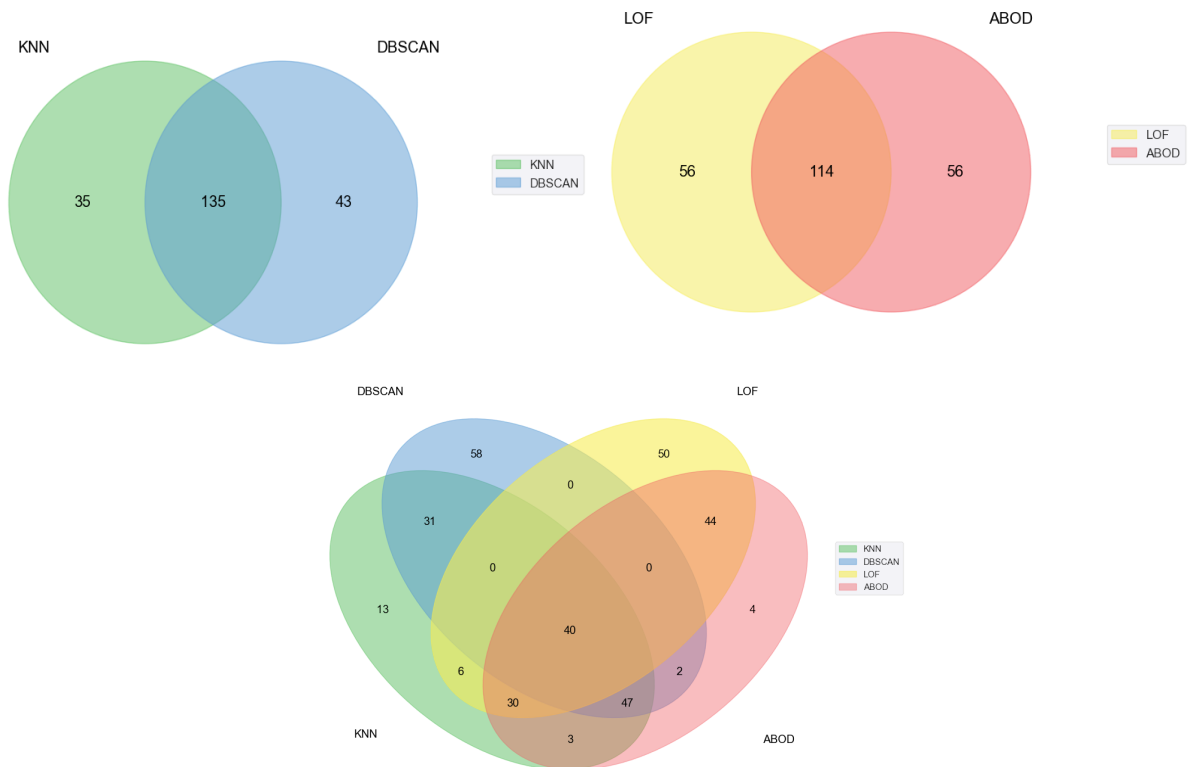 KNN
DBSCAN
35
135
43
KNN
DBSCAN
LOF
ABOD
56
114
56
LOF
ABOD
DBSCAN
LOF
58
50
0
31
44
0
0
13
4
40
6
2
30
47
3
KNN
ABOD
KNN
DBSCAN
LOF
ABOD